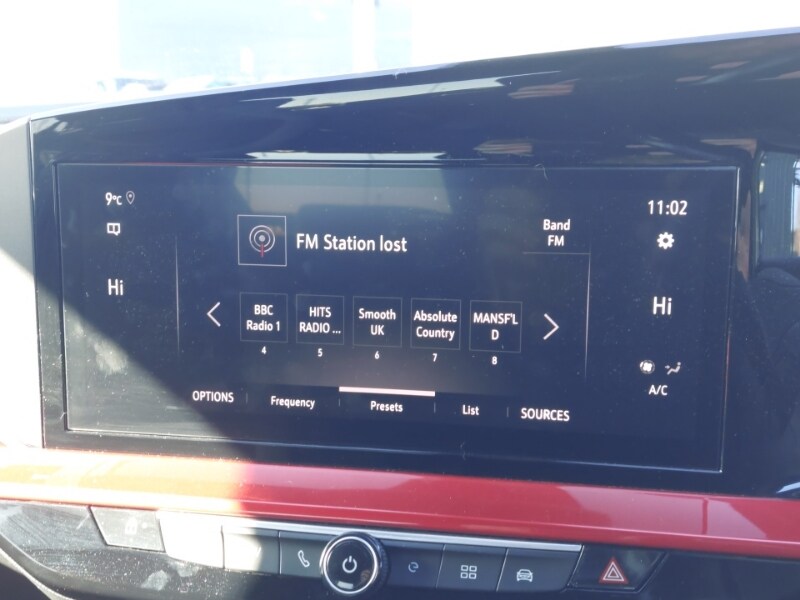 9°C
11:02
FM Station lost
Band
FM
Hi
Hi
BBC
Radio 1
HITS
RADIO ...
Smooth
UK
Absolute
Country
MANSF'L
D
4
5
6
7
8
A/C
OPTIONS
Frequency
Presets
List
SOURCES